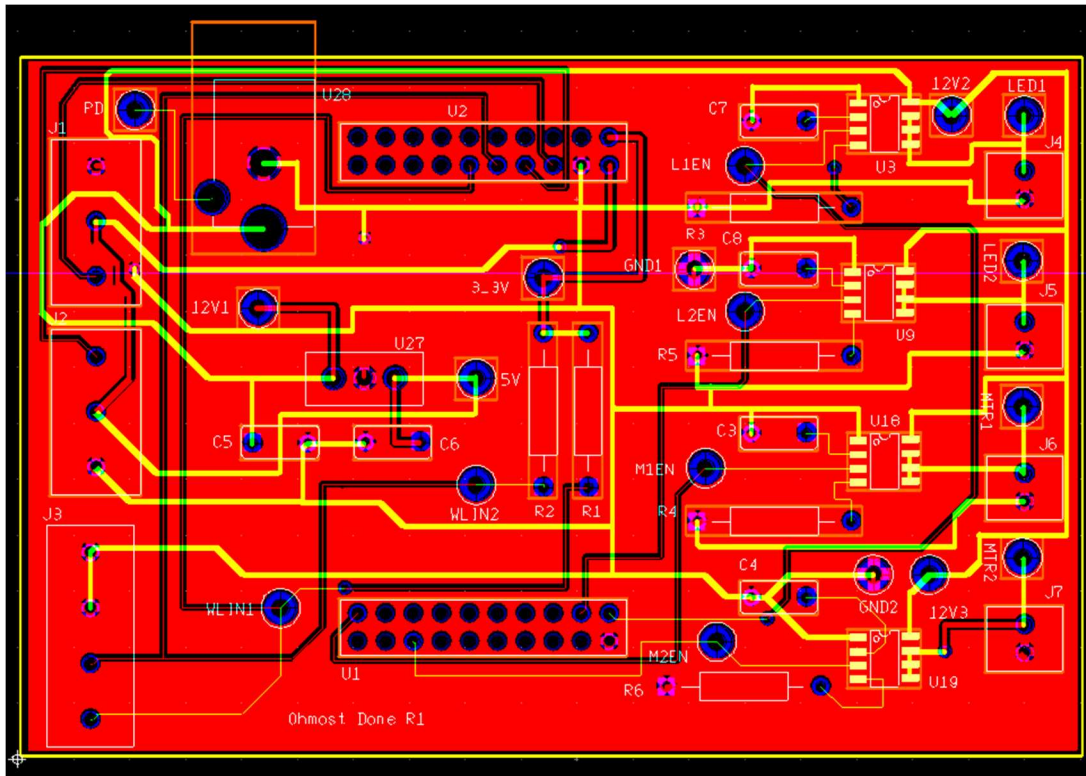 U28
12V2
LED1
PD
C7
U2
J1
U3
J4
L1EN
R3
C8
GND1
LED2
3_3V
12V1
J5
L2EN
U9
J2
U27
R5
5V
MTR1
U18
C3
C5
C6
J6
M1EN
WLIN2
R2
R1
R4
J3
C4
MTR2
GND2
WLIN1
12V3
J7
U1
M2EN
R6
U19
Ohmost Done R1